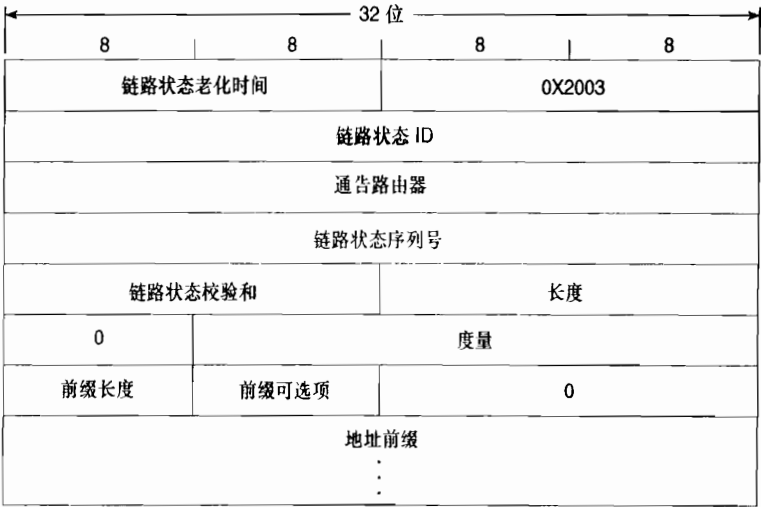 32 位
8 8 8 8
链路状态老化时间 0X2003
链路状态 ID
通告路由器
链路状态序列号
链路状态校验和 长度
0 度量
前缀长度 前缀可选项 0
地址前缀